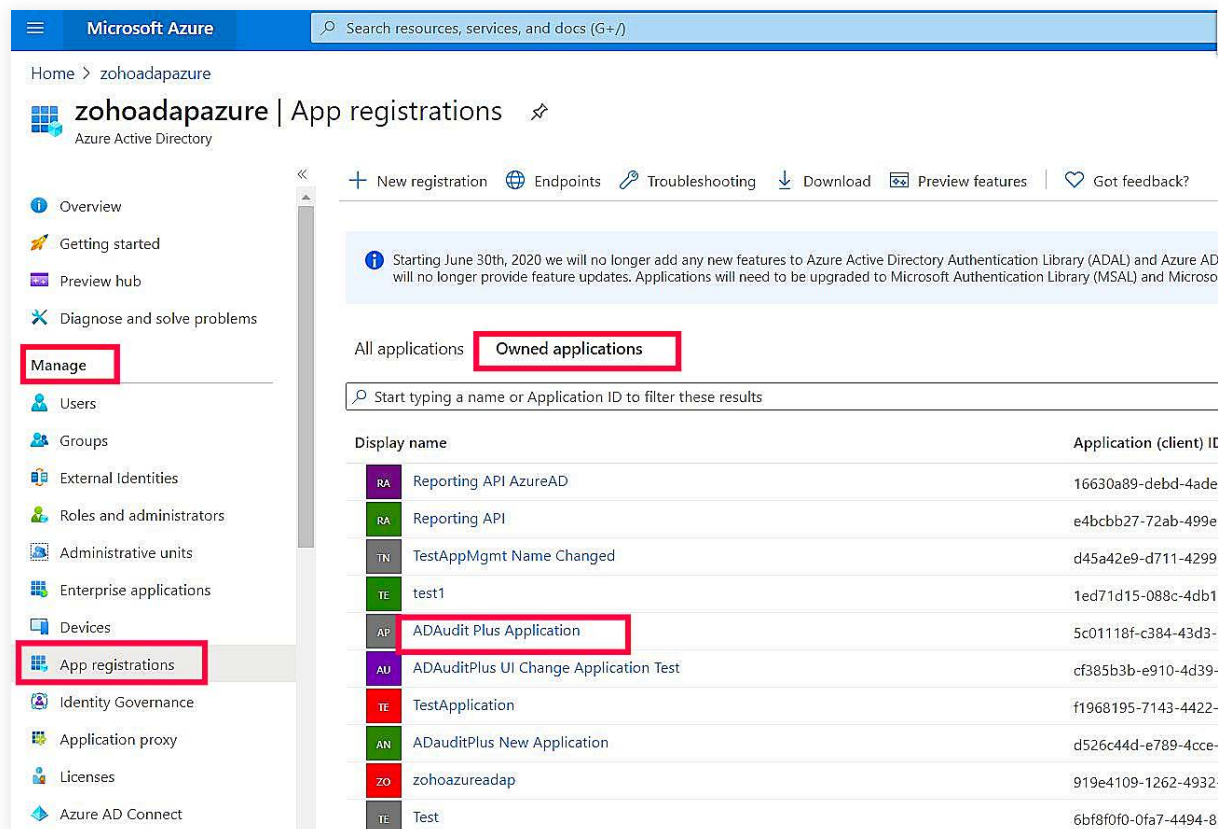 Microsoft Azure
Search resources, services, and docs (G+/)
Home > zohoadapazure
zohoadapazure | App registrations
Azure Active Directory
«
New registration
Endpoints
Troubleshooting
Download
Preview features
Got feedback?
Overview
Getting started
Preview hub
Diagnose and solve problems
Manage
Users
Groups
External Identities
Roles and administrators
Administrative units
Enterprise applications
Devices
App registrations
Identity Governance
Application proxy
Licenses
Azure AD Connect
Starting June 30th, 2020 we will no longer add any new features to Azure Active Directory Authentication Library (ADAL) and Azure AD
will no longer provide feature updates. Applications will need to be upgraded to Microsoft Authentication Library (MSAL) and Microso
All applications
Owned applications
Start typing a name or Application ID to filter these results
Display name
Application (client) ID
RA Reporting API AzureAD 16630a89-debd-4ade
RA Reporting API e4bcbb27-72ab-499e
TN TestAppMgmt Name Changed d45a42e9-d711-4299
TE test1 1ed71d15-088c-4db1
AP ADAudit Plus Application 5c01118f-c384-43d3-
AU ADAuditPlus UI Change Application Test cf385b3b-e910-4d39-
TE TestApplication f1968195-7143-4422-
AN ADauditPlus New Application d526c44d-e789-4cce-
ZO zohoazureadap 919e4109-1262-4932-
TE Test 6bf8f0f0-0fa7-4494-8